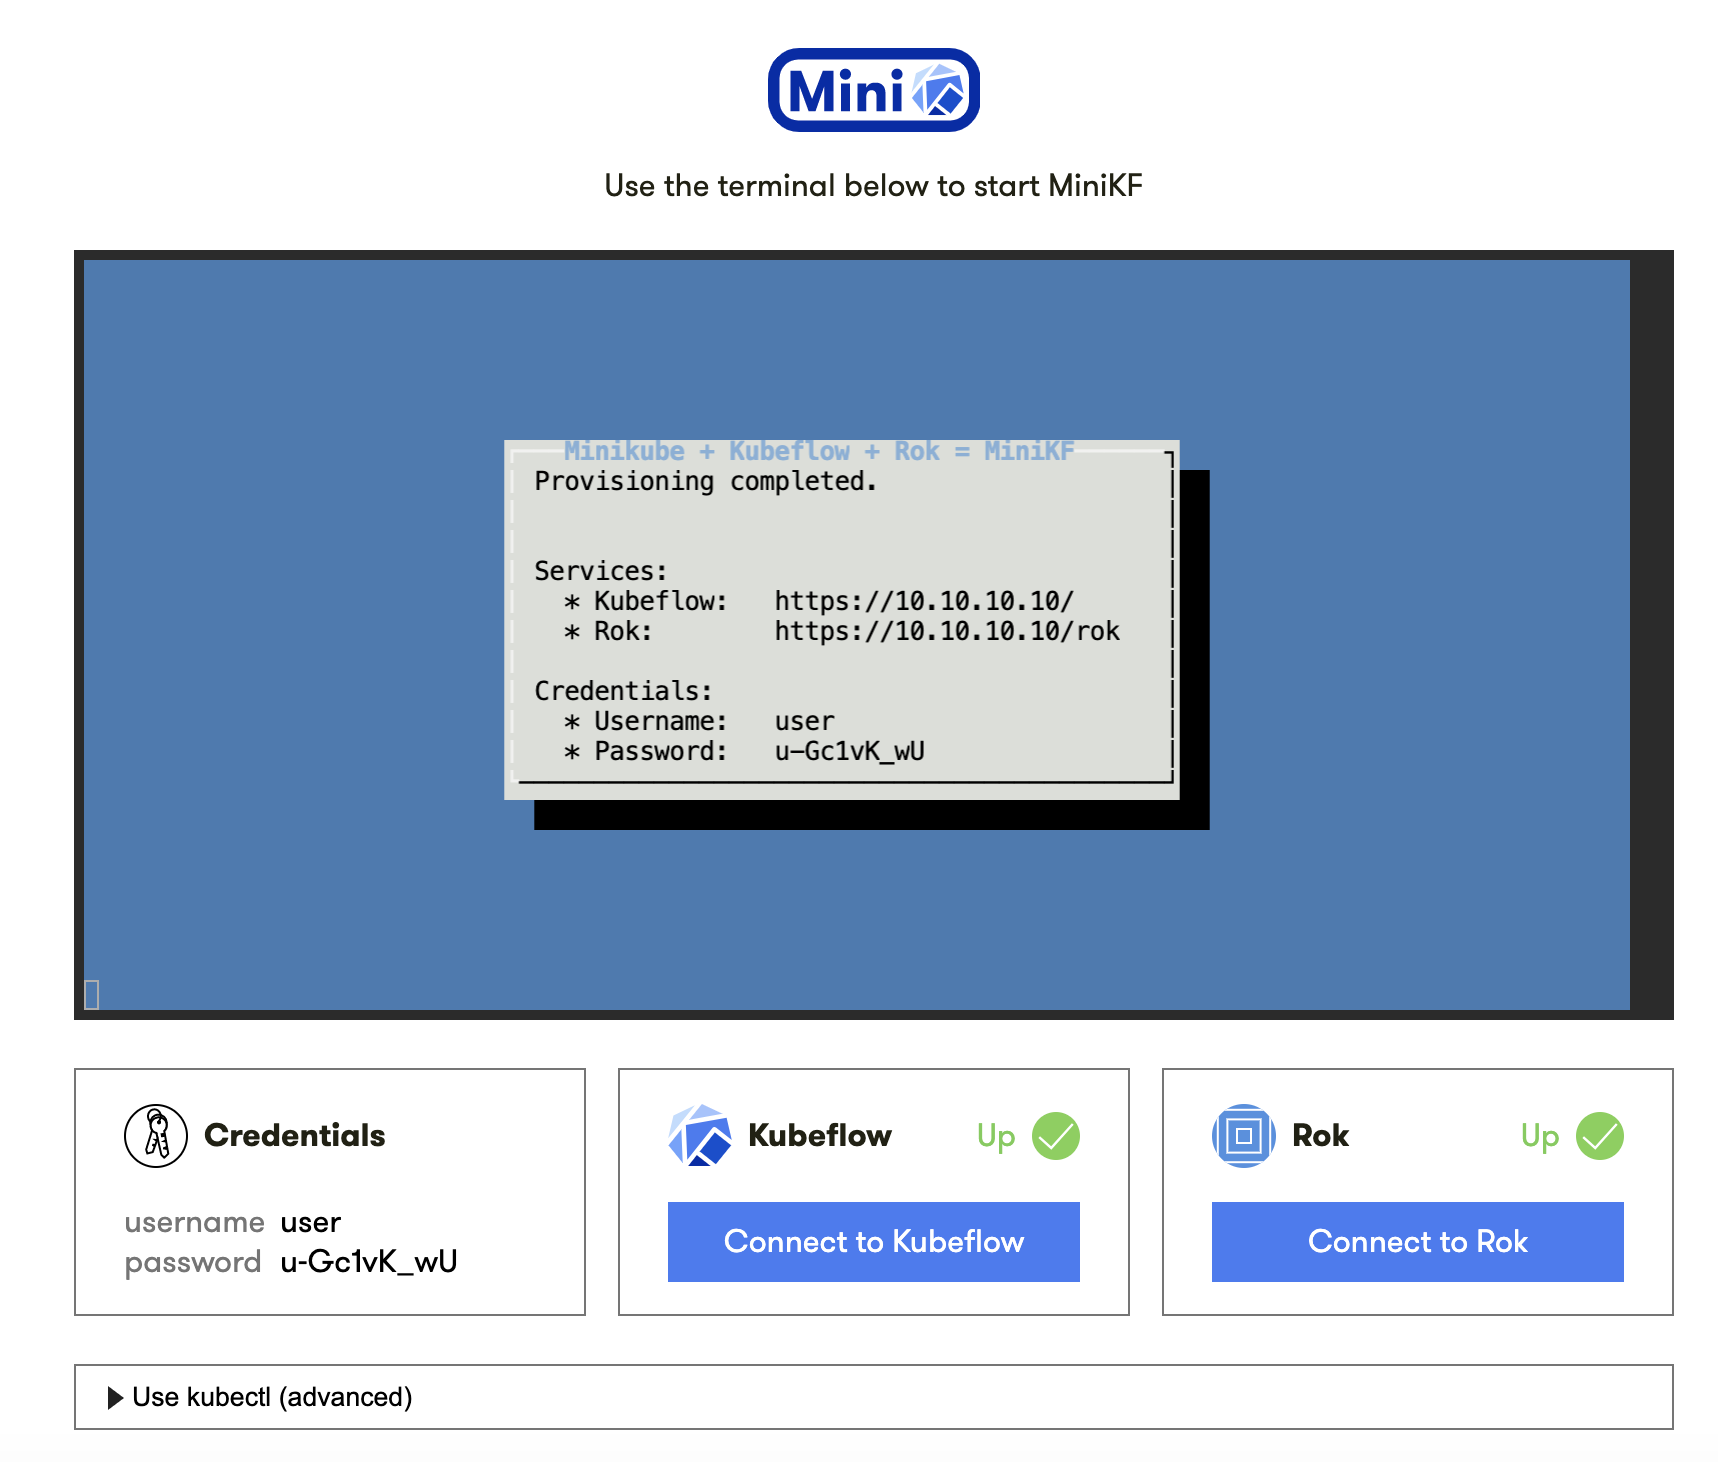 Mini
Use the terminal below to start MiniKF
Minikube + Kubeflow + Rok = MiniKF
Provisioning completed.
Services:
* Kubeflow: https://10.10.10.10/
* Rok: https://10.10.10.10/rok
Credentials:
* Username: user
* Password: u-Gc1vK_wU
Credentials
username user
password u-Gc1vK_wU
Kubeflow Up
Connect to Kubeflow
Rok Up
Connect to Rok
Use kubectl (advanced)